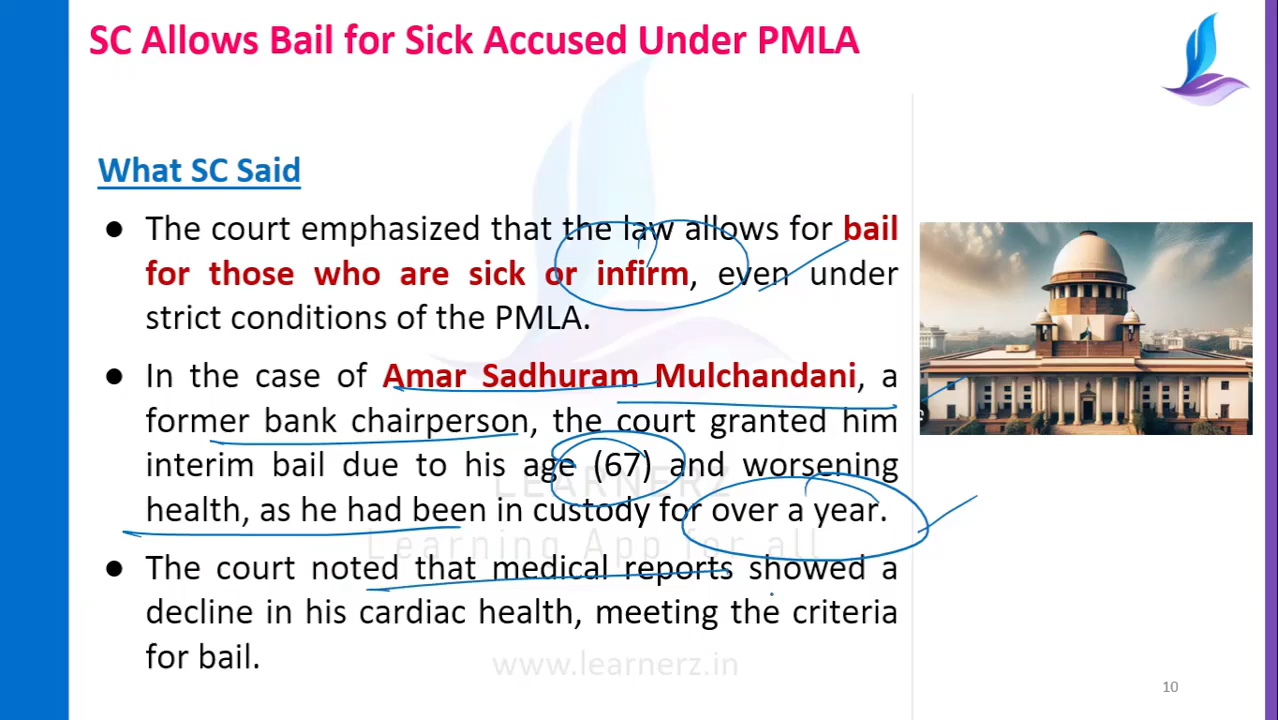 SC Allows Bail for Sick Accused Under PMLA
What SC Said
● The court emphasized that the law allows for bail
for those who are sick or infirm, even under
strict conditions of the PMLA.
● In the case of Amar Sadhuram Mulchandani, a
former bank chairperson, the court granted him
interim bail due to his age (67) and worsening
health, as he had been in custody for over a year.
● The court noted that medical reports showed a
decline in his cardiac health, meeting the criteria
for bail.
LEARNERZ
Learning App for all
www.learnerz.in
10